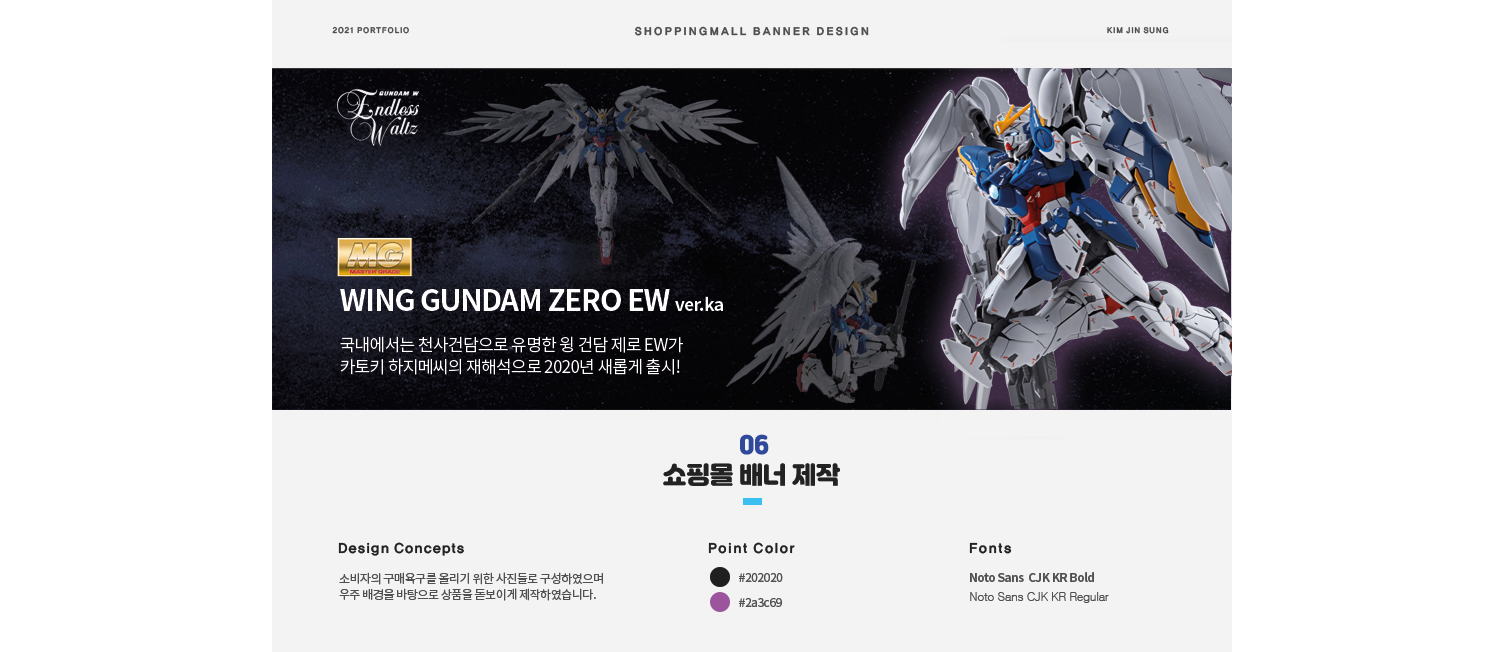 2021 PORTFOLIO
SHOPPINGMALL BANNER DESIGN
KIM JIN SUNG
GUNDAM W
Endless
Waltz
MG
MASTER GRADE
WING GUNDAM ZERO EW ver.ka
국내에서는 천사건담으로 유명한 윙 건담 제로 EW가
카토키 하지메씨의 재해석으로 2020년 새롭게 출시!
06
쇼핑몰 배너 제작
Design Concepts
소비자의 구매욕구를 올리기 위한 사진들로 구성하였으며
우주 배경을 바탕으로 상품을 돋보이게 제작하였습니다.
Point Color
#202020
#2a3c69
Fonts
Noto Sans CJK KR Bold
Noto Sans CJK KR Regular